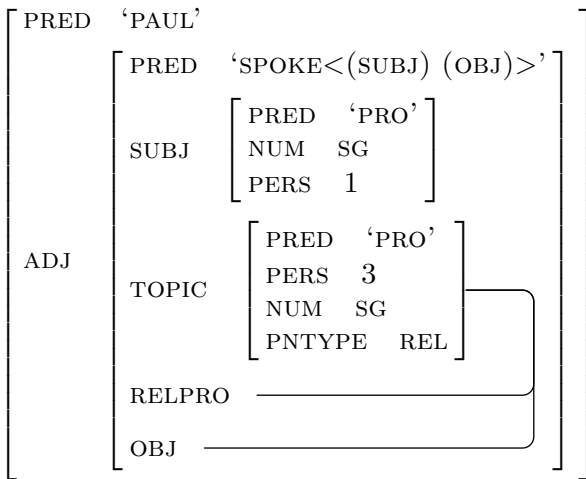 PRED ‘PAUL’
PRED ‘SPOKE<(SUBJ) (OBJ)>’
PRED ‘PRO’
SUBJ NUM SG
PERS 1
PRED ‘PRO’
ADJ PERS 3
TOPIC NUM SG
PNTYPE REL
RELPRO
OBJ